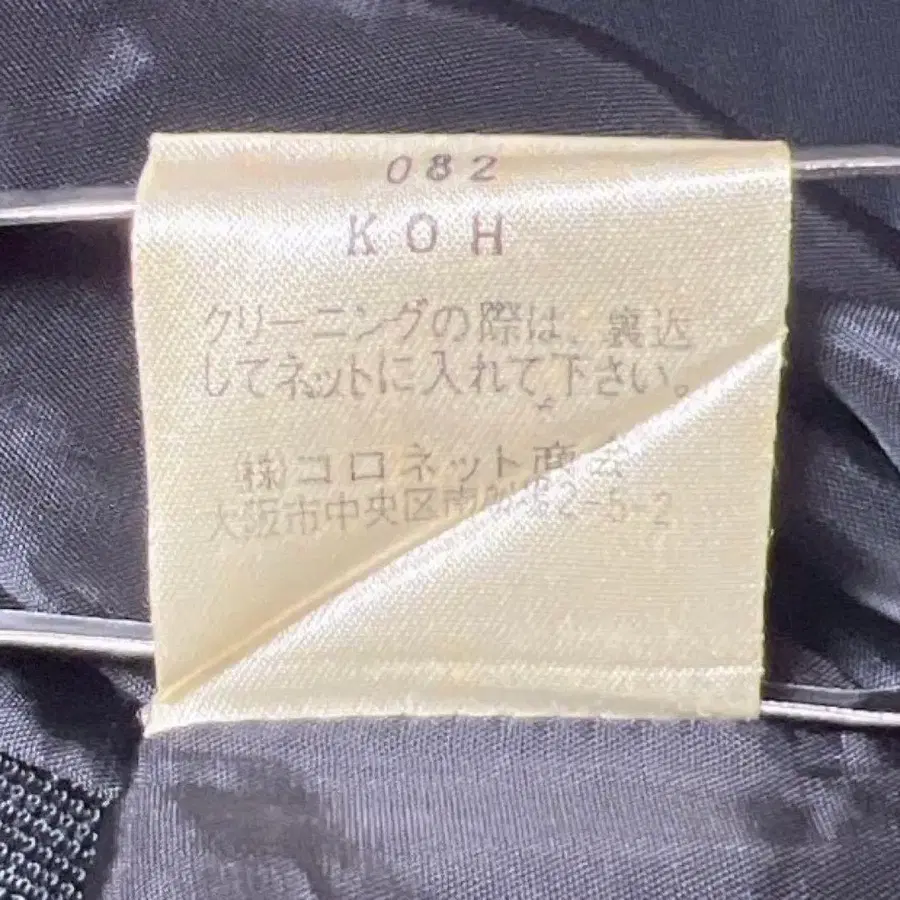 082
KOH
クリーニングの際は、裏返
してネットに入れて下さい。
(株)コロネット商会
大阪市中央区南船場2-5-2